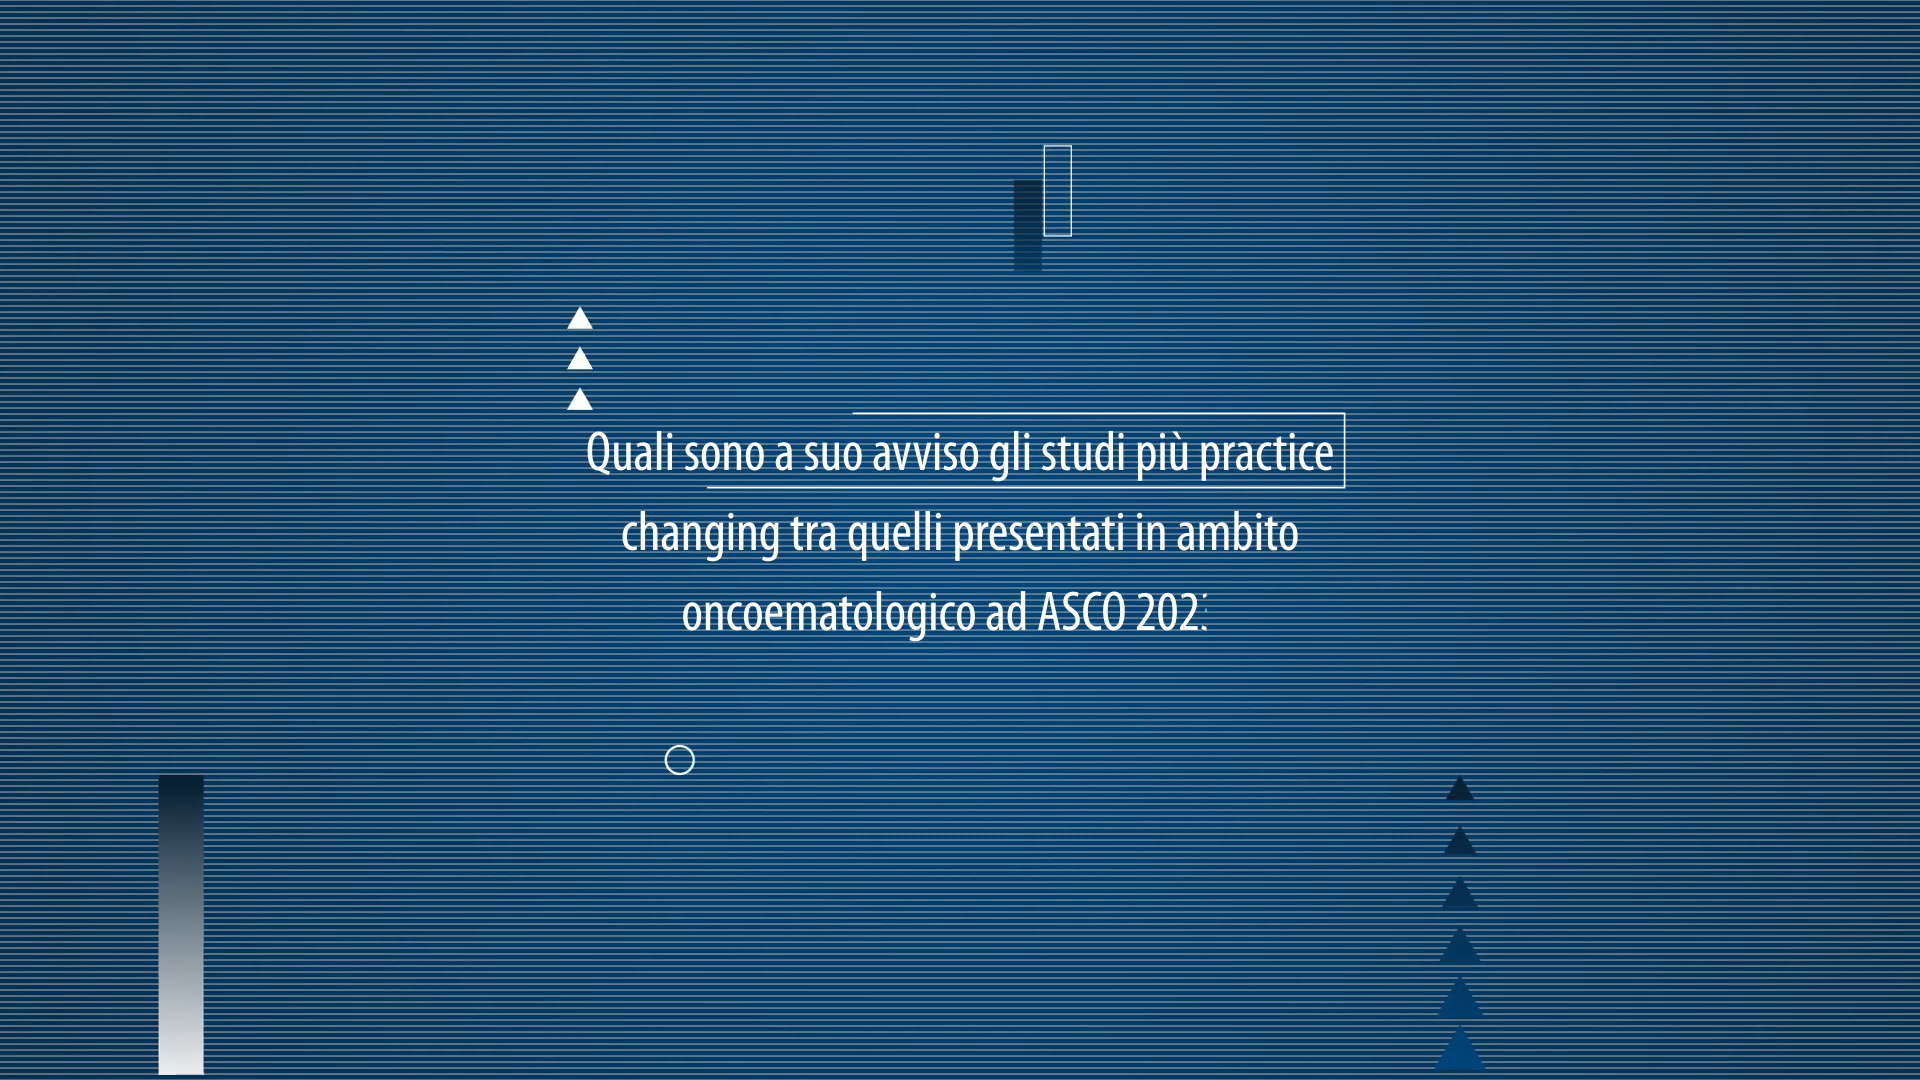 Quali sono a suo avviso gli studi più practice
changing tra quelli presentati in ambito
oncoematologico ad ASCO